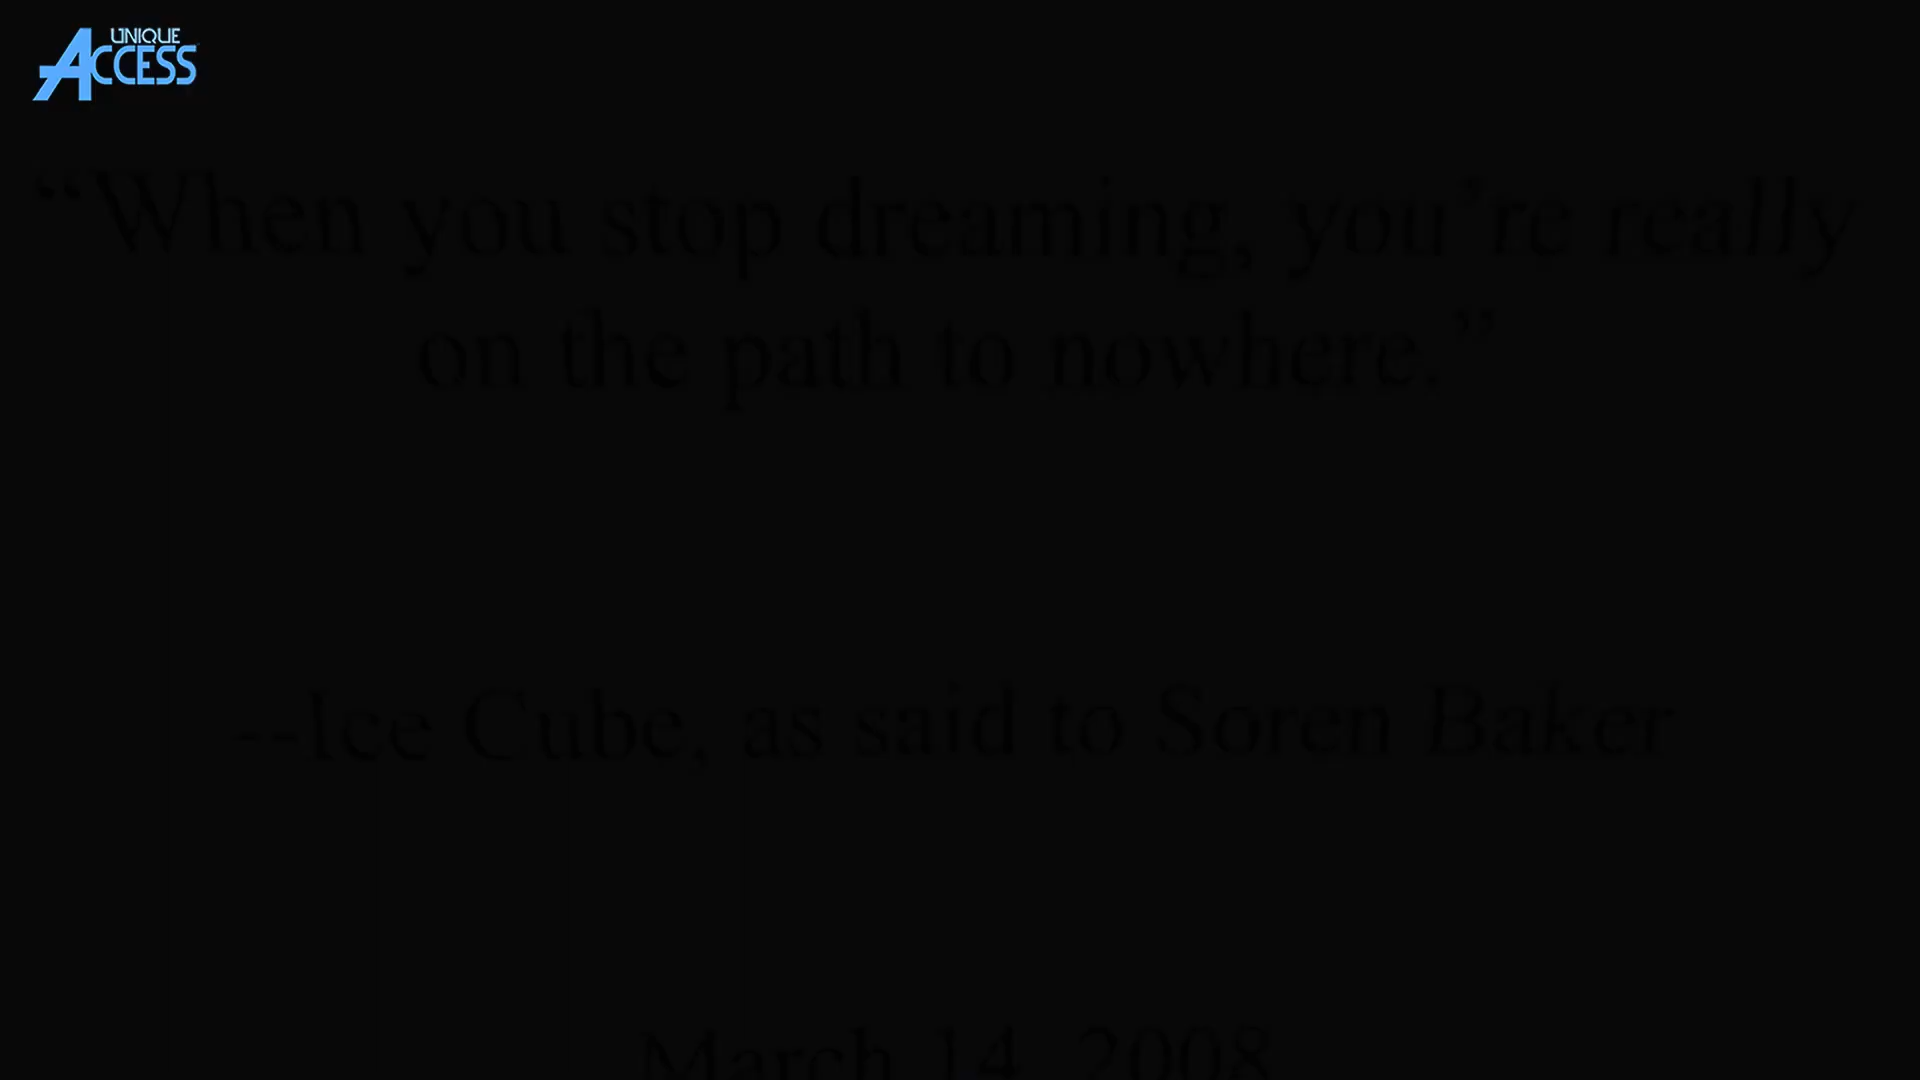 UNIQUE
ACCESS
“When you stop dreaming, you’re really
on the path to nowhere.”
--Ice Cube, as said to Soren Baker
March 14, 2008